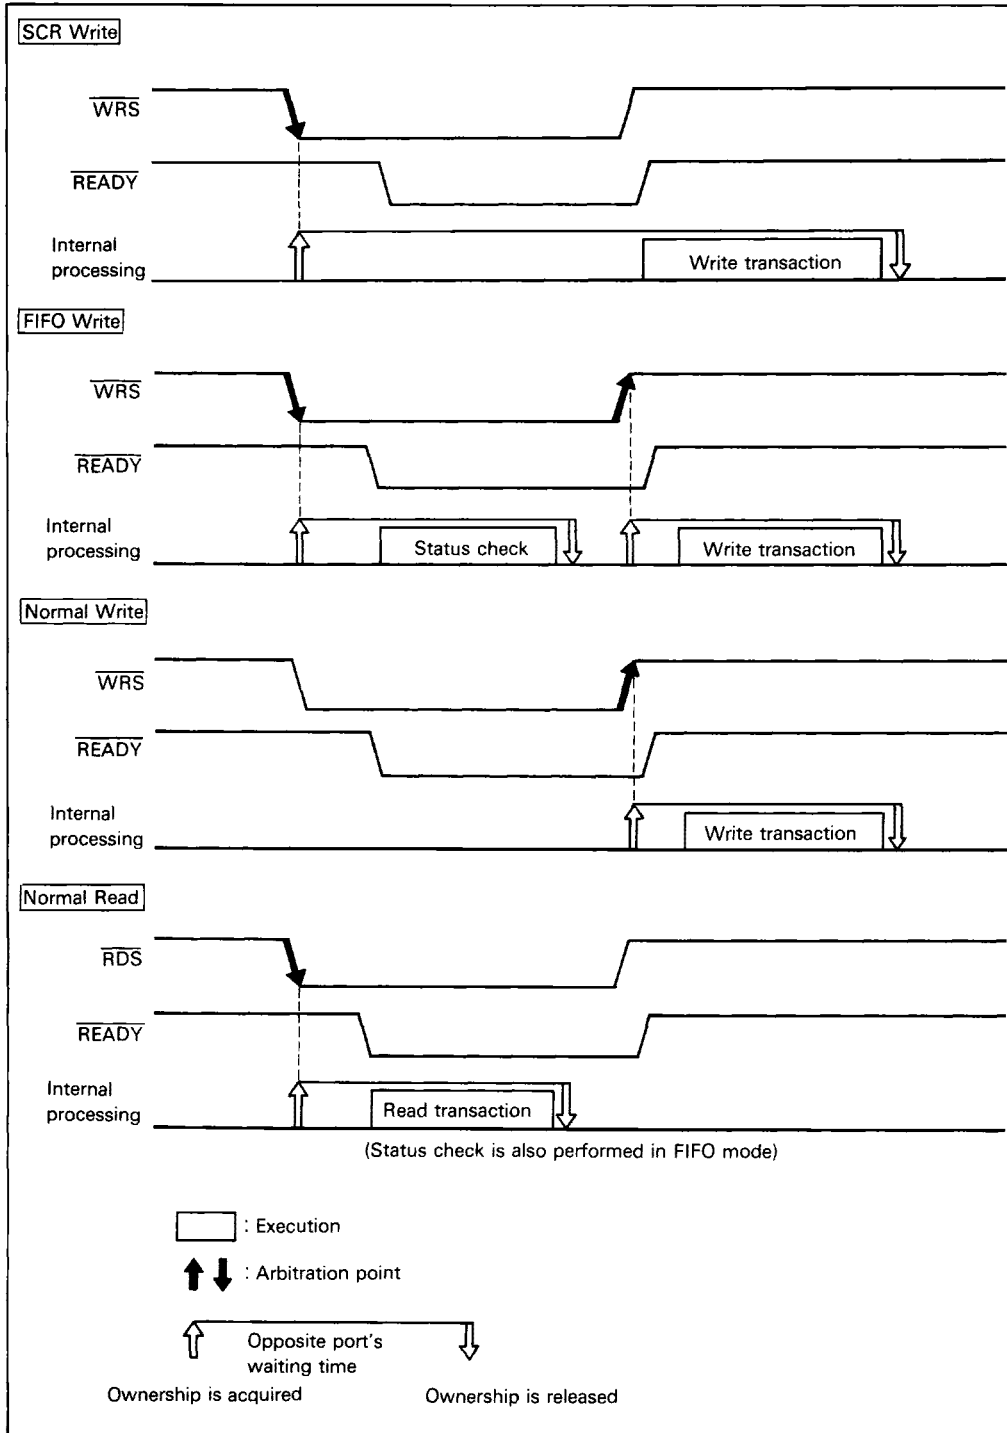 SCR Write
WRS
READY
Internal
processing
Write transaction
FIFO Write
WRS
READY
Internal
processing
Status check
Write transaction
Normal Write
WRS
READY
Internal
processing
Write transaction
Normal Read
RDS
READY
Internal
processing
Read transaction
(Status check is also performed in FIFO mode)
: Execution
: Arbitration point
Opposite port's
waiting time
Ownership is acquired
Ownership is released